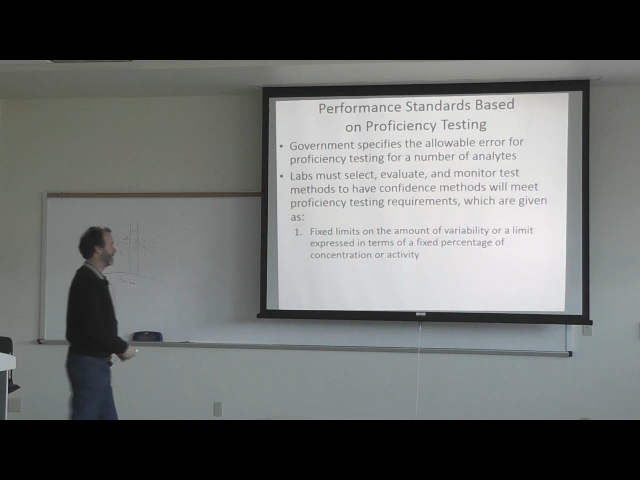 Performance Standards Based
on Proficiency Testing
• Government specifies the allowable error for
proficiency testing for a number of analytes
• Labs must select, evaluate, and monitor test
methods to have confidence methods will meet
proficiency testing requirements, which are given
as:
1. Fixed limits on the amount of variability or a limit
expressed in terms of a fixed percentage of
concentration or activity